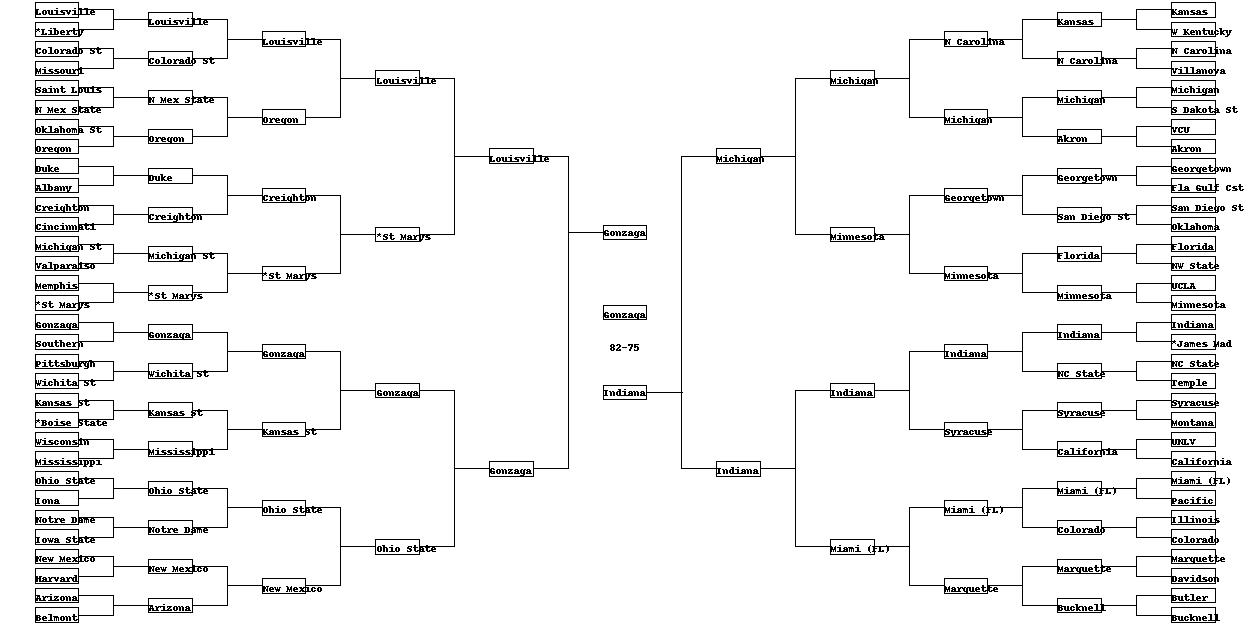 Louisville
*Liberty
Colorado St
Missouri
Saint Louis
N Mex State
Oklahoma St
Oregon
Duke
Albany
Creighton
Cincinnati
Michigan St
Valparaiso
Memphis
*St Marys
Gonzaga
Southern
Pittsburgh
Wichita St
Kansas St
*Boise State
Wisconsin
Mississippi
Ohio State
Iona
Notre Dame
Iowa State
New Mexico
Harvard
Arizona
Belmont
Louisville
Colorado St
N Mex State
Oregon
Duke
Creighton
Michigan St
*St Marys
Gonzaga
Wichita St
Kansas St
Mississippi
Ohio State
Notre Dame
New Mexico
Arizona
Louisville
Oregon
Creighton
*St Marys
Gonzaga
Kansas St
Ohio State
New Mexico
Louisville
*St Marys
Gonzaga
Ohio State
Louisville
Gonzaga
Gonzaga
Gonzaga
82-75
Indiana
Michigan
Indiana
Michigan
Minnesota
Indiana
Miami (FL)
N Carolina
Michigan
Georgetown
Minnesota
Indiana
Syracuse
Miami (FL)
Marquette
Kansas
N Carolina
Michigan
Akron
Georgetown
San Diego St
Florida
Minnesota
Indiana
NC State
Syracuse
California
Miami (FL)
Colorado
Marquette
Bucknell
Kansas
W Kentucky
N Carolina
Villanova
Michigan
S Dakota St
VCU
Akron
Georgetown
Fla Gulf Cst
San Diego St
Oklahoma
Florida
NW State
UCLA
Minnesota
Indiana
*James Mad
NC State
Temple
Syracuse
Montana
UNLV
California
Miami (FL)
Pacific
Illinois
Colorado
Marquette
Davidson
Butler
Bucknell